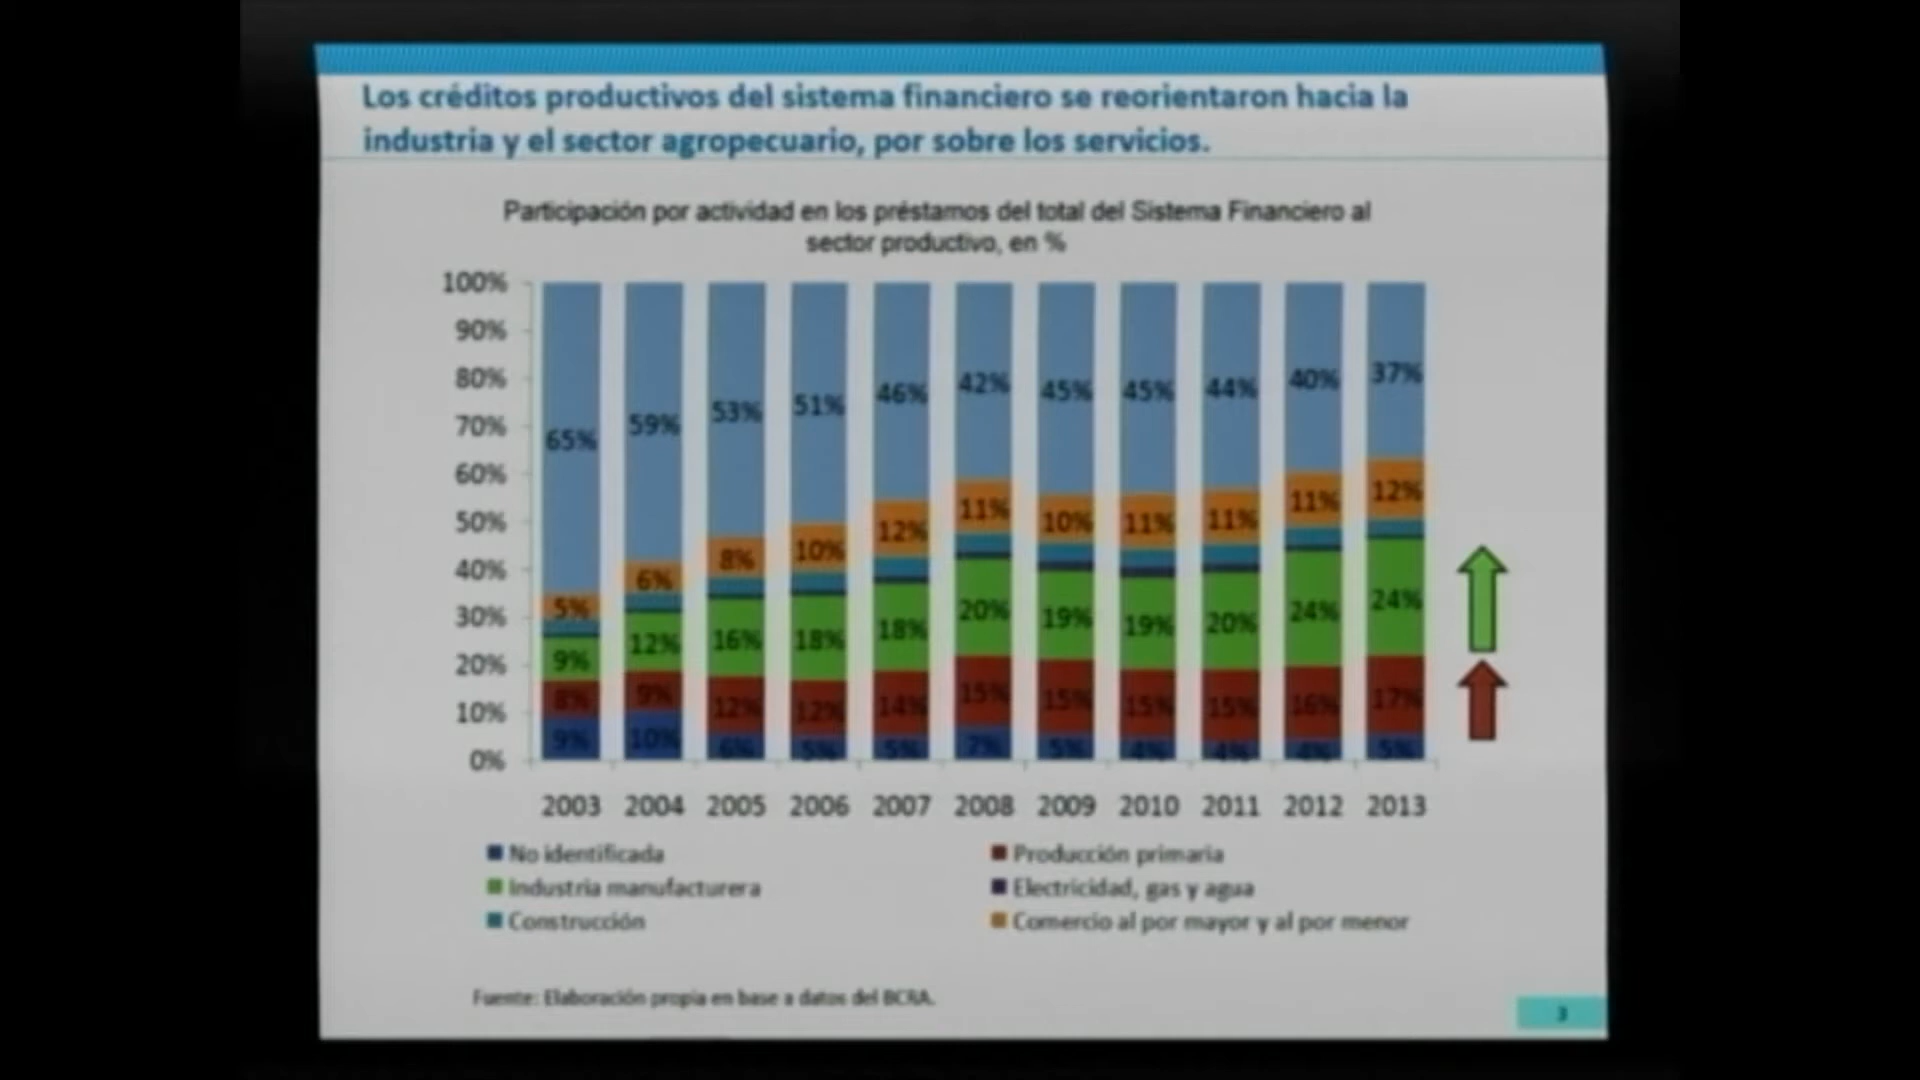 Los créditos productivos del sistema financiero se reorientaron hacia la
industria y el sector agropecuario, por sobre los servicios.
Participación por actividad en los préstamos del total del Sistema Financiero al
sector productivo, en %
100%
90%
80%
70%
60%
50%
40%
30%
20%
10%
0%
65% 59% 53% 51% 46% 42% 45% 45% 44% 40% 37%
5% 6% 8% 10% 12% 11% 10% 11% 11% 11% 12%
9% 12% 16% 18% 18% 20% 19% 19% 20% 24% 24%
8% 9% 12% 12% 14% 15% 15% 15% 15% 16% 17%
9% 10% 6% 5% 5% 7% 5% 4% 4% 4% 5%
2003 2004 2005 2006 2007 2008 2009 2010 2011 2012 2013
No identificada Producción primaria
Industria manufacturera Electricidad, gas y agua
Construcción Comercio al por mayor y al por menor
Fuente: Elaboración propia en base a datos del BCRA.
3